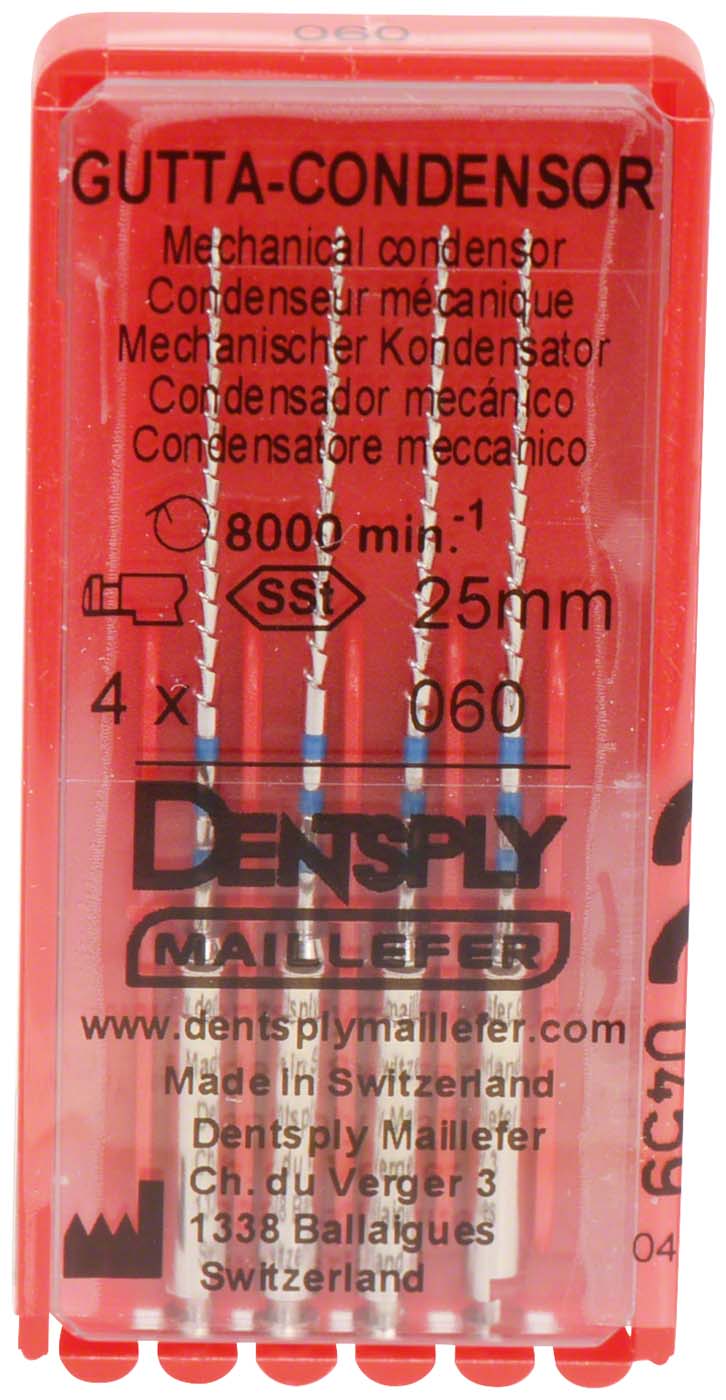 060
GUTTA-CONDENSOR
Mechanical condensor
Condenseur mécanique
Mechanischer Kondensator
Condensador mecánico
Condensatore meccanico
8000 min.-1
SSt 25mm
4 x 060
DENTSPLY
MAILLEFER
www.dentsplymaillefer.com
Made in Switzerland
Dentsply Maillefer
Ch. du Verger 3
1338 Ballaigues
Switzerland
0459
04